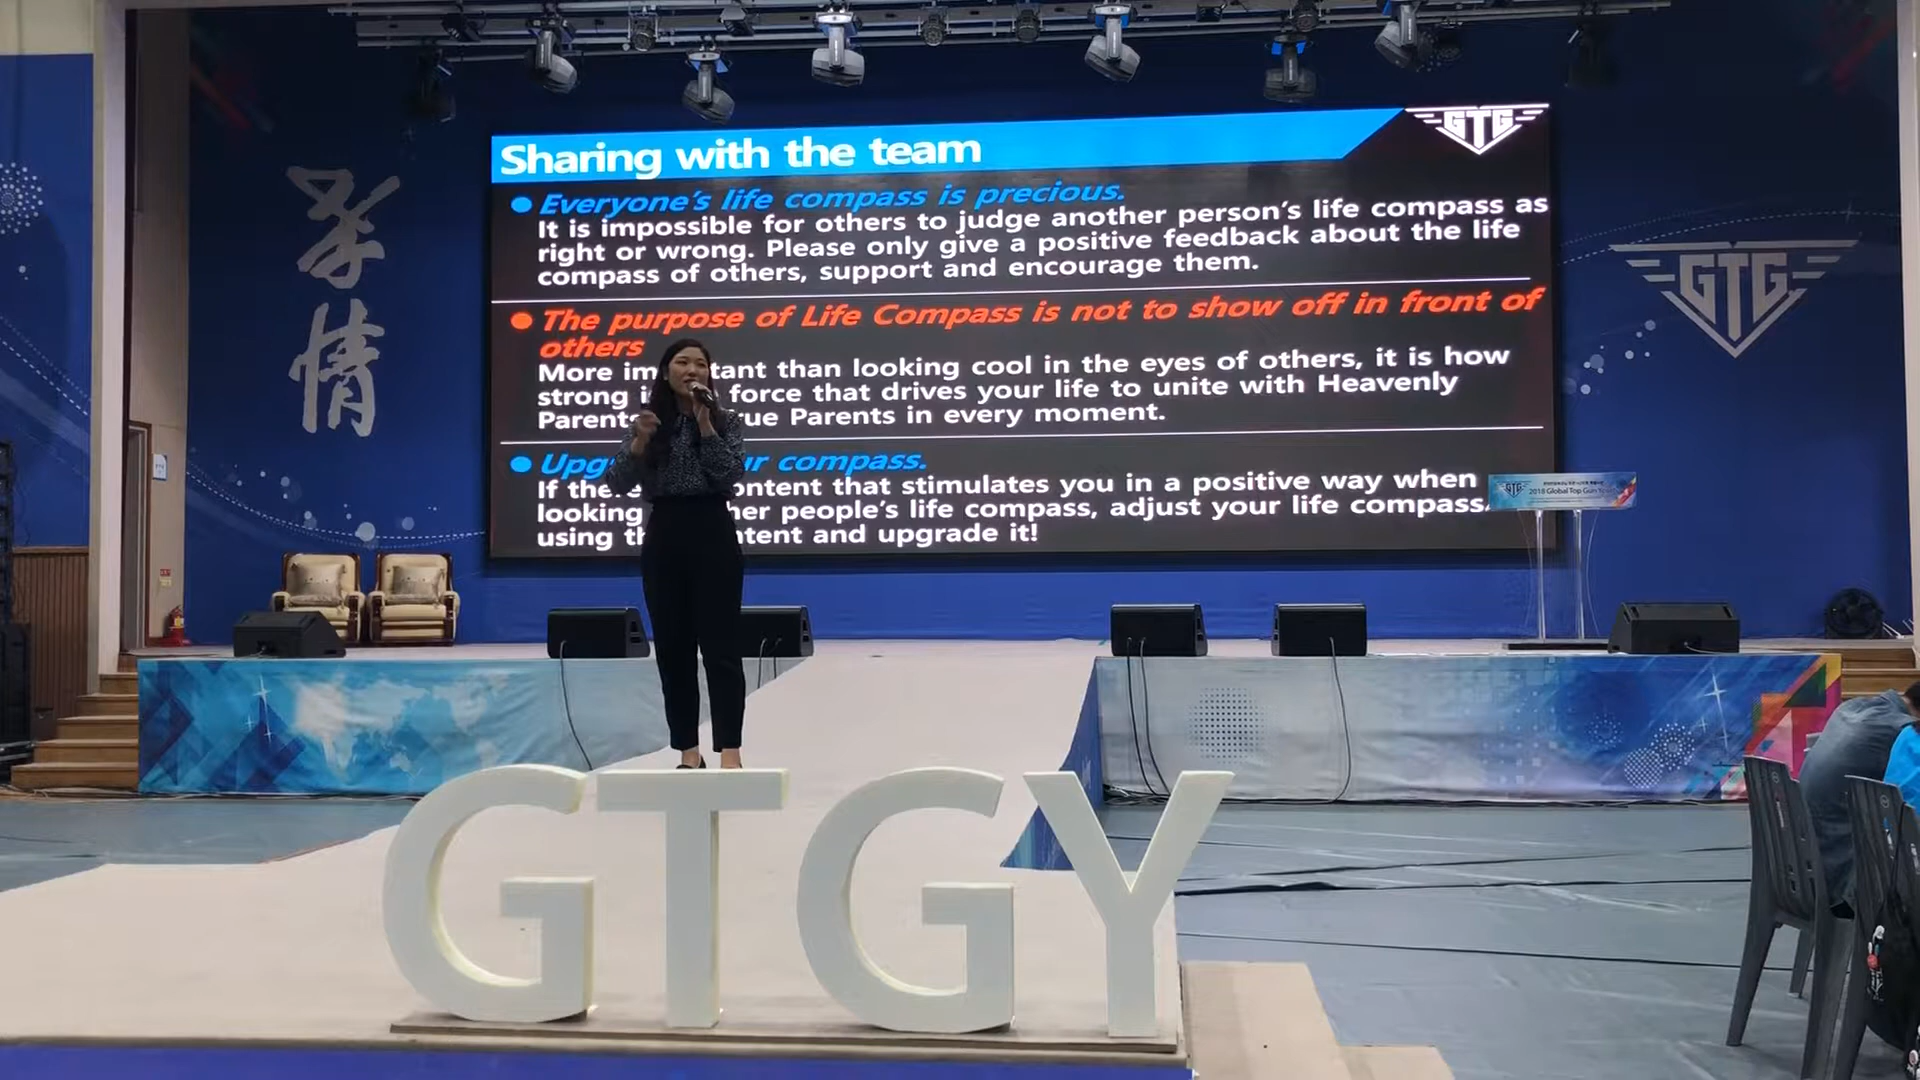 Sharing with the team
GTG
Everyone's life compass is precious.
It is impossible for others to judge another person's life compass as
right or wrong. Please only give a positive feedback about the life
compass of others, support and encourage them.
The purpose of Life Compass is not to show off in front of
others
More im tant than looking cool in the eyes of others, it is how
strong i force that drives your life to unite with Heavenly
Parents rue Parents in every moment.
Upg ur compass.
If there ontent that stimulates you in a positive way when
looking her people's life compass, adjust your life compass
using th ntent and upgrade it!
情
GTG
GTG
2018 Global Top Gun
GTGY